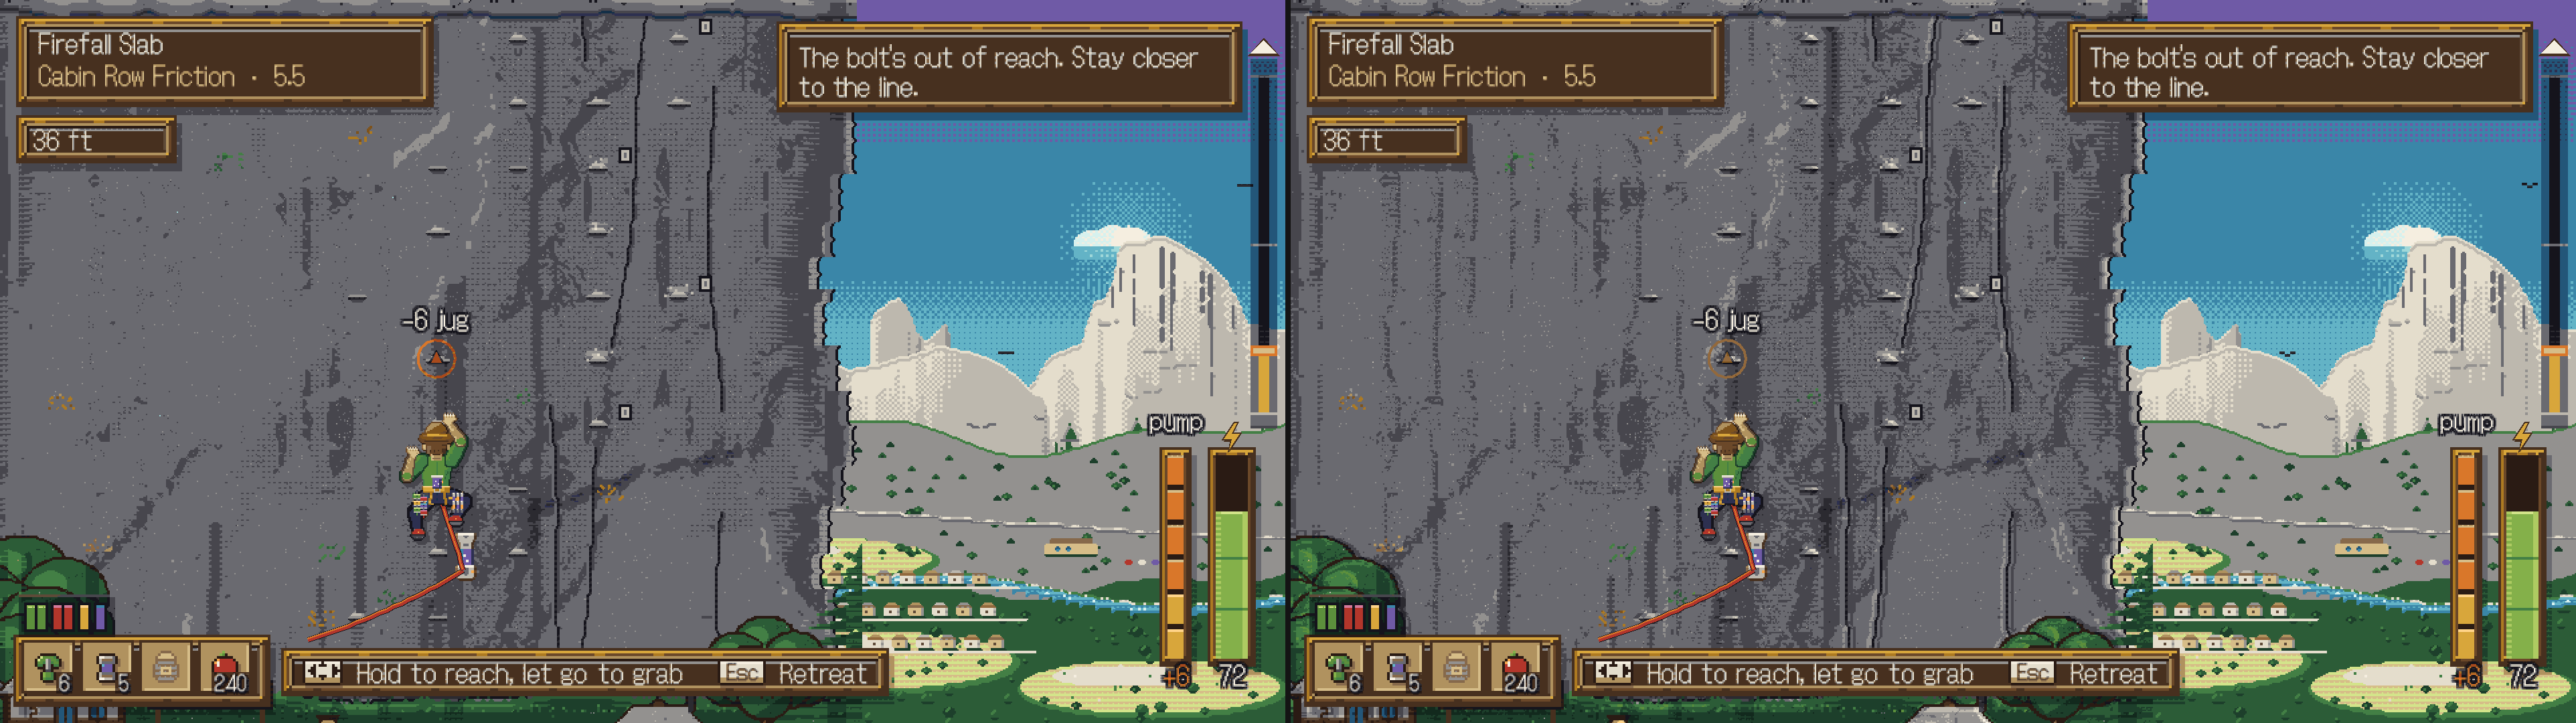 Firefall Slab
Cabin Row Friction · 5.5
36 ft
The bolt's out of reach. Stay closer
to the line.
-6 jug
pump
+6
72
6
5
240
Hold to reach, let go to grab
Esc Retreat
Firefall Slab
Cabin Row Friction · 5.5
36 ft
The bolt's out of reach. Stay closer
to the line.
-6 jug
pump
+6
72
6
5
240
Hold to reach, let go to grab
Esc Retreat